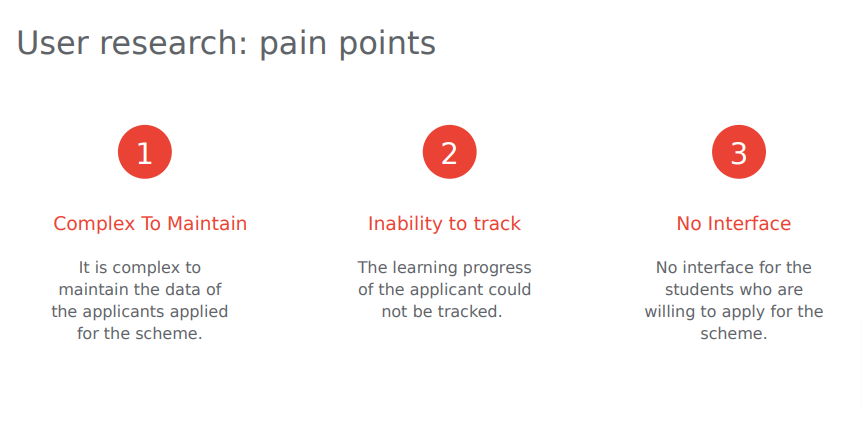 User research: pain points
1
Complex To Maintain
It is complex to
maintain the data of
the applicants applied
for the scheme.
2
Inability to track
The learning progress
of the applicant could
not be tracked.
3
No Interface
No interface for the
students who are
willing to apply for the
scheme.